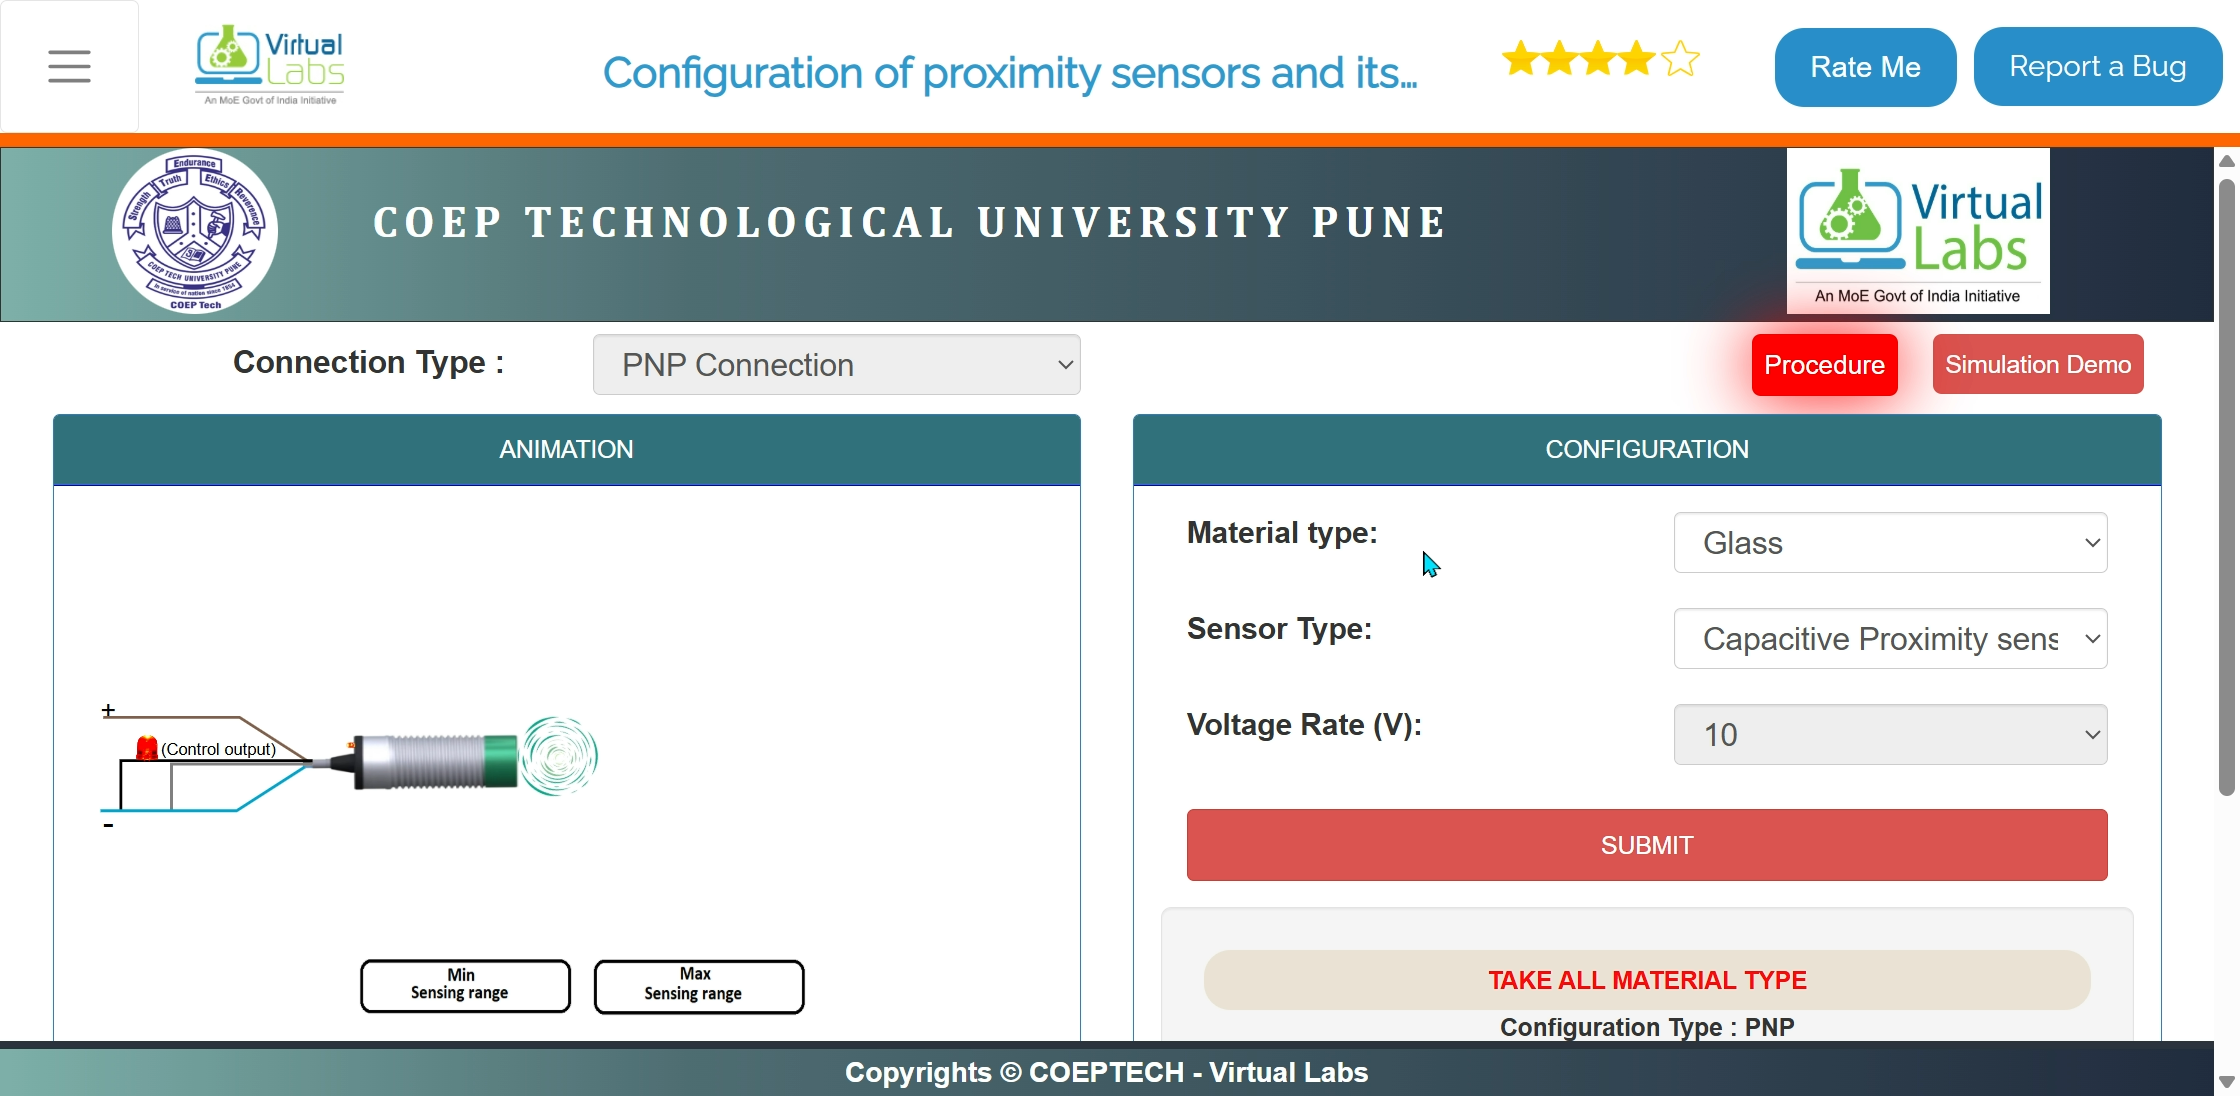 Virtual
Labs
An MoE Govt of India Initiative
Configuration of proximity sensors and its...
Rate Me
Report a Bug
Endurance
Truth
Ethics
Strength
Reverence
COEP TECH UNIVERSITY PUNE
In service of nation since 1854
COEP Tech
COEP TECHNOLOGICAL UNIVERSITY PUNE
Virtual
Labs
An MoE Govt of India Initiative
Connection Type :
PNP Connection
Procedure
Simulation Demo
ANIMATION
CONFIGURATION
Material type:
Glass
Sensor Type:
Capacitive Proximity sens
Voltage Rate (V):
10
+
(Control output)
-
SUBMIT
Min
Sensing range
Max
Sensing range
TAKE ALL MATERIAL TYPE
Configuration Type : PNP
Copyrights © COEPTECH - Virtual Labs